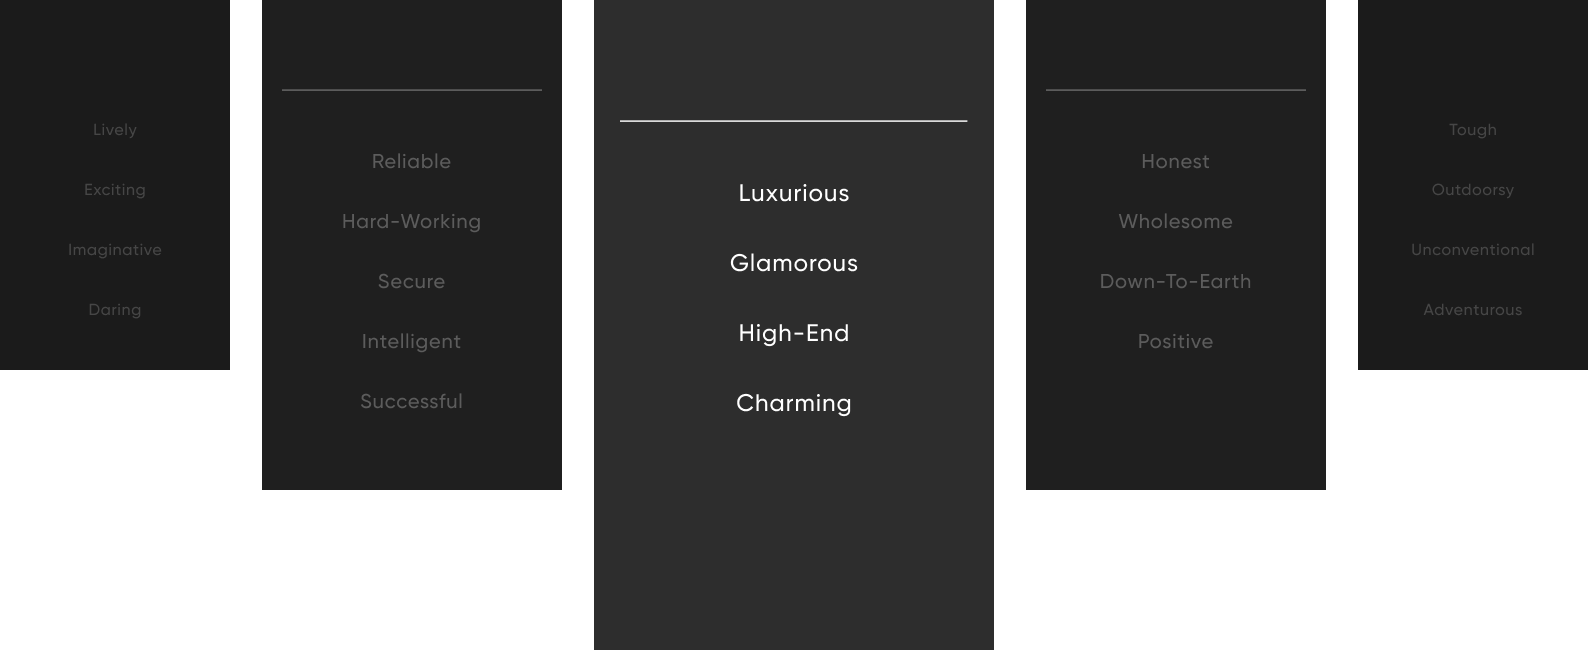 Lively
Exciting
Imaginative
Daring
Reliable
Hard-Working
Secure
Intelligent
Successful
Luxurious
Glamorous
High-End
Charming
Honest
Wholesome
Down-To-Earth
Positive
Tough
Outdoorsy
Unconventional
Adventurous